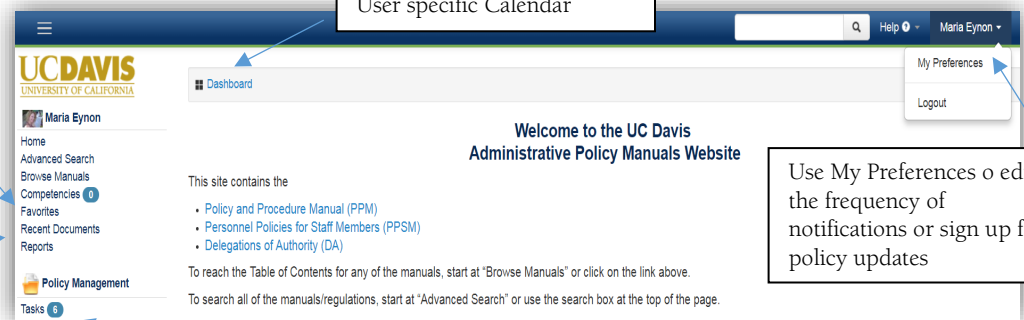 User specific Calendar
Help
Maria Eynon
My Preferences
Logout
UCDAVIS
UNIVERSITY OF CALIFORNIA
Dashboard
Maria Eynon
Home
Advanced Search
Browse Manuals
Competencies 0
Favorites
Recent Documents
Reports
Policy Management
Tasks 6
Welcome to the UC Davis
Administrative Policy Manuals Website
This site contains the
• Policy and Procedure Manual (PPM)
• Personnel Policies for Staff Members (PPSM)
• Delegations of Authority (DA)
To reach the Table of Contents for any of the manuals, start at “Browse Manuals” or click on the link above.
To search all of the manuals/regulations, start at “Advanced Search” or use the search box at the top of the page.
Use My Preferences o ed
the frequency of
notifications or sign up f
policy updates